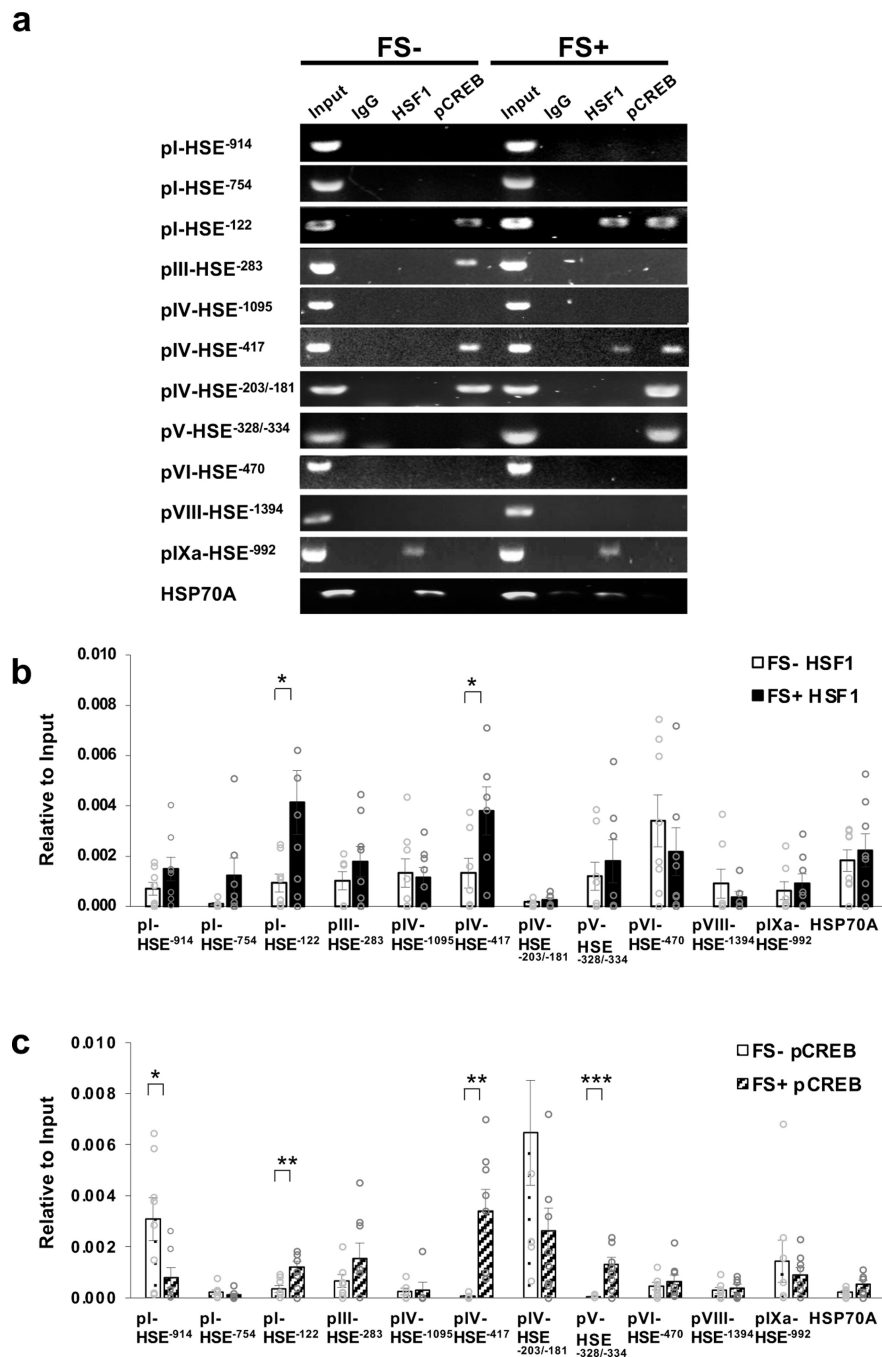 a
FS- FS+
Input IgG HSF1 pCREB Input IgG HSF1 pCREB
pI-HSE-914
pI-HSE-754
pI-HSE-122
pIII-HSE-283
pIV-HSE-1095
pIV-HSE-417
pIV-HSE-203/-181
pV-HSE-328/-334
pVI-HSE-470
pVIII-HSE-1394
pIXa-HSE-992
HSP70A
b
Relative to Input
0.010
0.008
0.006
0.004
0.002
0.000
* *
FS- HSF1
FS+ HSF1
pI- pI- pI- pIII- pIV- pIV- pIV- pV- pVI- pVIII- pIXa- HSP70A
HSE-914 HSE-754 HSE-122 HSE-283 HSE-1095 HSE-417 HSE HSE HSE-470 HSE-1394 HSE-992
-203/-181 -328/-334
c
Relative to Input
0.010
0.008
0.006
0.004
0.002
0.000
* ** ** ***
FS- pCREB
FS+ pCREB
pI- pI- pI- pIII- pIV- pIV- pIV- pV- pVI- pVIII- pIXa- HSP70A
HSE-914 HSE-754 HSE-122 HSE-283 HSE-1095 HSE-417 HSE HSE HSE-470 HSE-1394 HSE-992
-203/-181 -328/-334